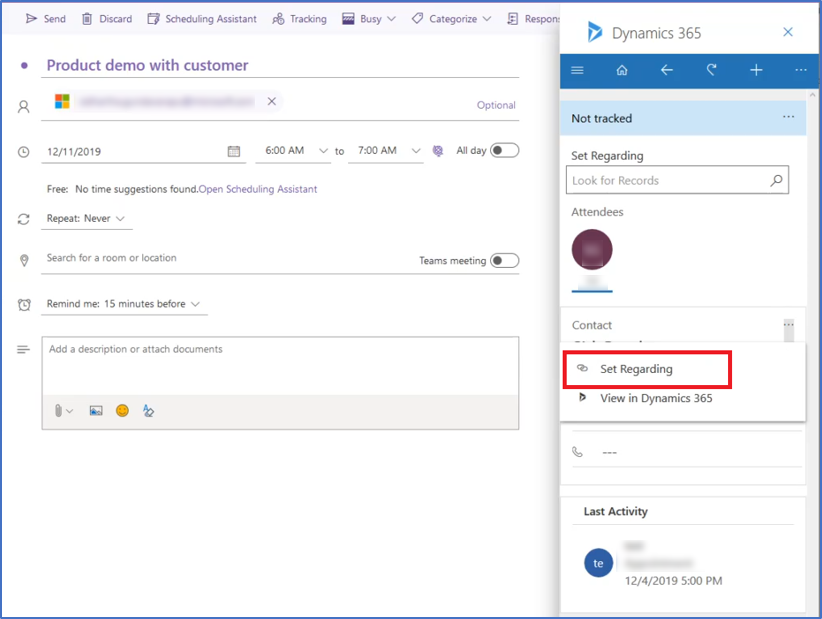 Send Discard Scheduling Assistant Tracking Busy Categorize Respon
Product demo with customer
Optional
12/11/2019 6:00 AM to 7:00 AM All day
Free: No time suggestions found.Open Scheduling Assistant
Repeat: Never
Search for a room or location Teams meeting
Remind me: 15 minutes before
Add a description or attach documents
Dynamics 365
Not tracked
Set Regarding
Look for Records
Attendees
Contact
Set Regarding
View in Dynamics 365
---
Last Activity
te
12/4/2019 5:00 PM